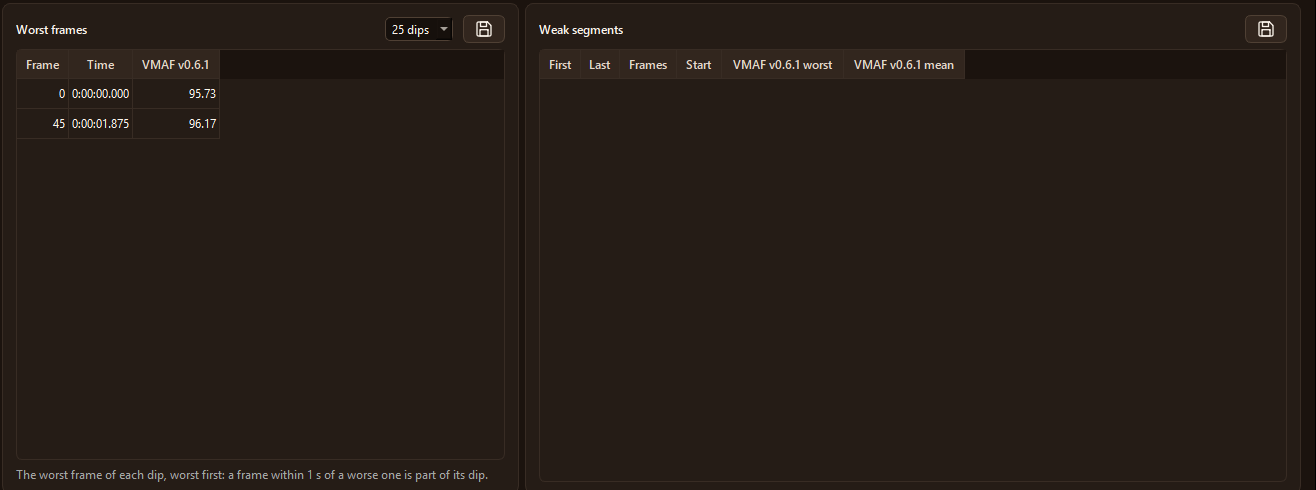 Worst frames
25 dips
Frame Time VMAF v0.6.1
0 0:00:00.000 95.73
45 0:00:01.875 96.17
The worst frame of each dip, worst first: a frame within 1 s of a worse one is part of its dip.
Weak segments
First Last Frames Start VMAF v0.6.1 worst VMAF v0.6.1 mean